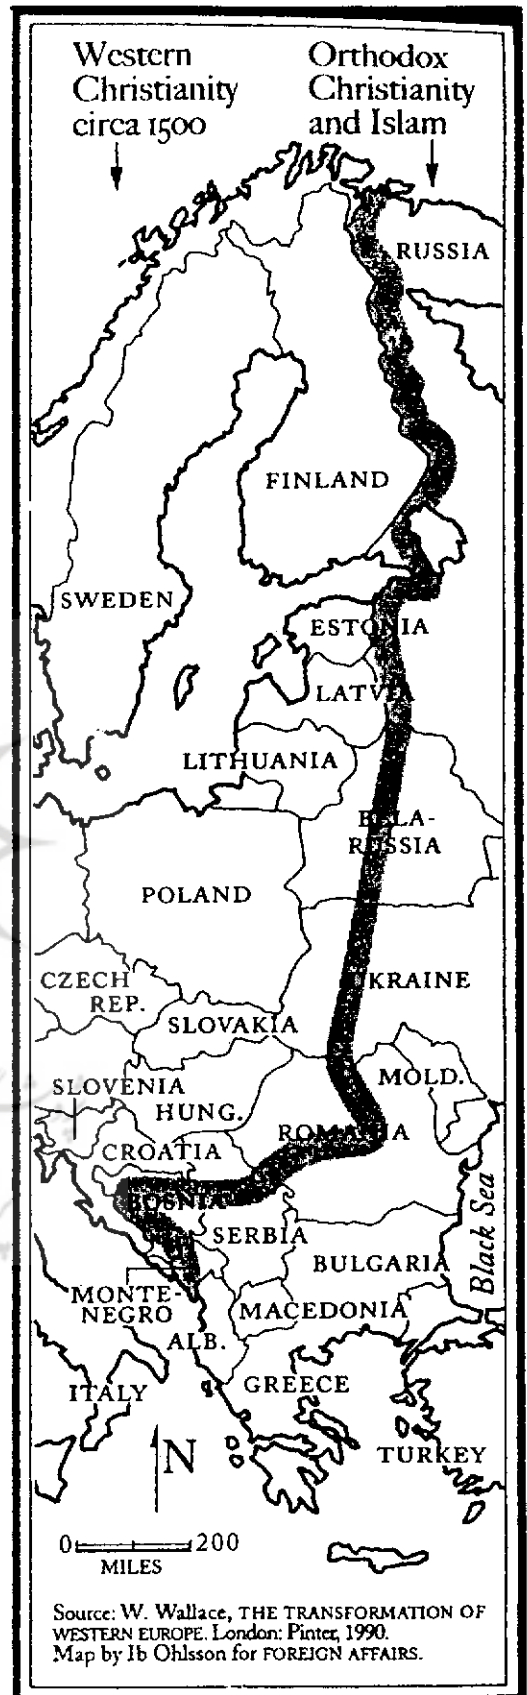 Western
Christianity
circa 1500
Orthodox
Christianity
and Islam
RUSSIA
FINLAND
SWEDEN
ESTONIA
LATVIA
LITHUANIA
BELA-
RUSSIA
POLAND
UKRAINE
CZECH
REP.
SLOVAKIA
MOLD.
SLOVENIA
HUNG.
ROMANIA
CROATIA
BOSNIA
SERBIA
Black Sea
BULGARIA
MONTE-
NEGRO
MACEDONIA
ALB.
GREECE
ITALY
TURKEY
N
0 200
MILES
Source: W. Wallace, THE TRANSFORMATION OF
WESTERN EUROPE. London: Pinter, 1990.
Map by Ib Ohlsson for FOREIGN AFFAIRS.